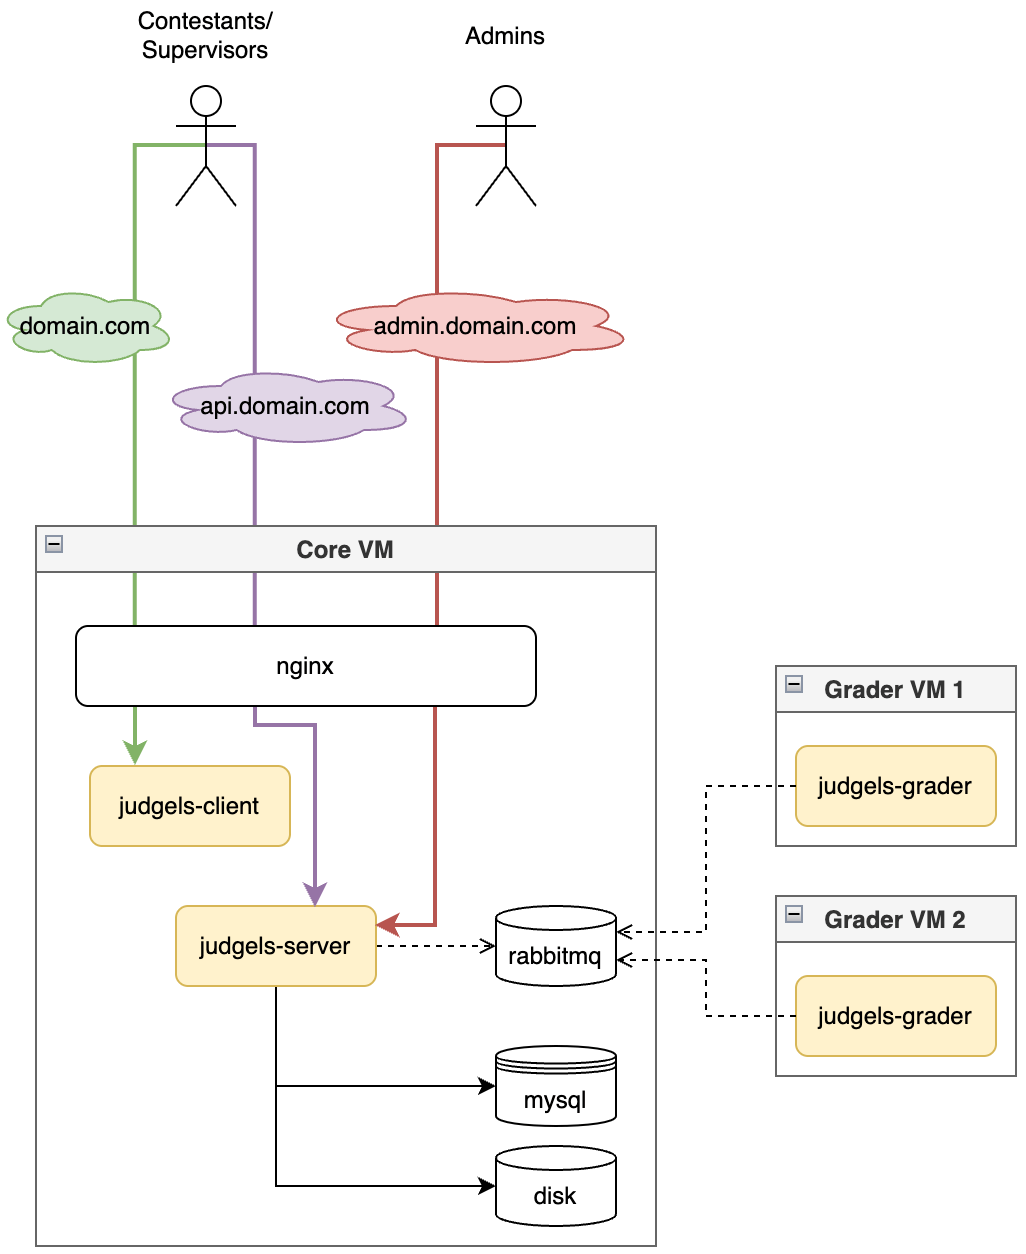 Contestants/
Supervisors
Admins
domain.com
admin.domain.com
api.domain.com
Core VM
nginx
Grader VM 1
judgels-grader
judgels-client
Grader VM 2
judgels-server
rabbitmq
judgels-grader
mysql
disk